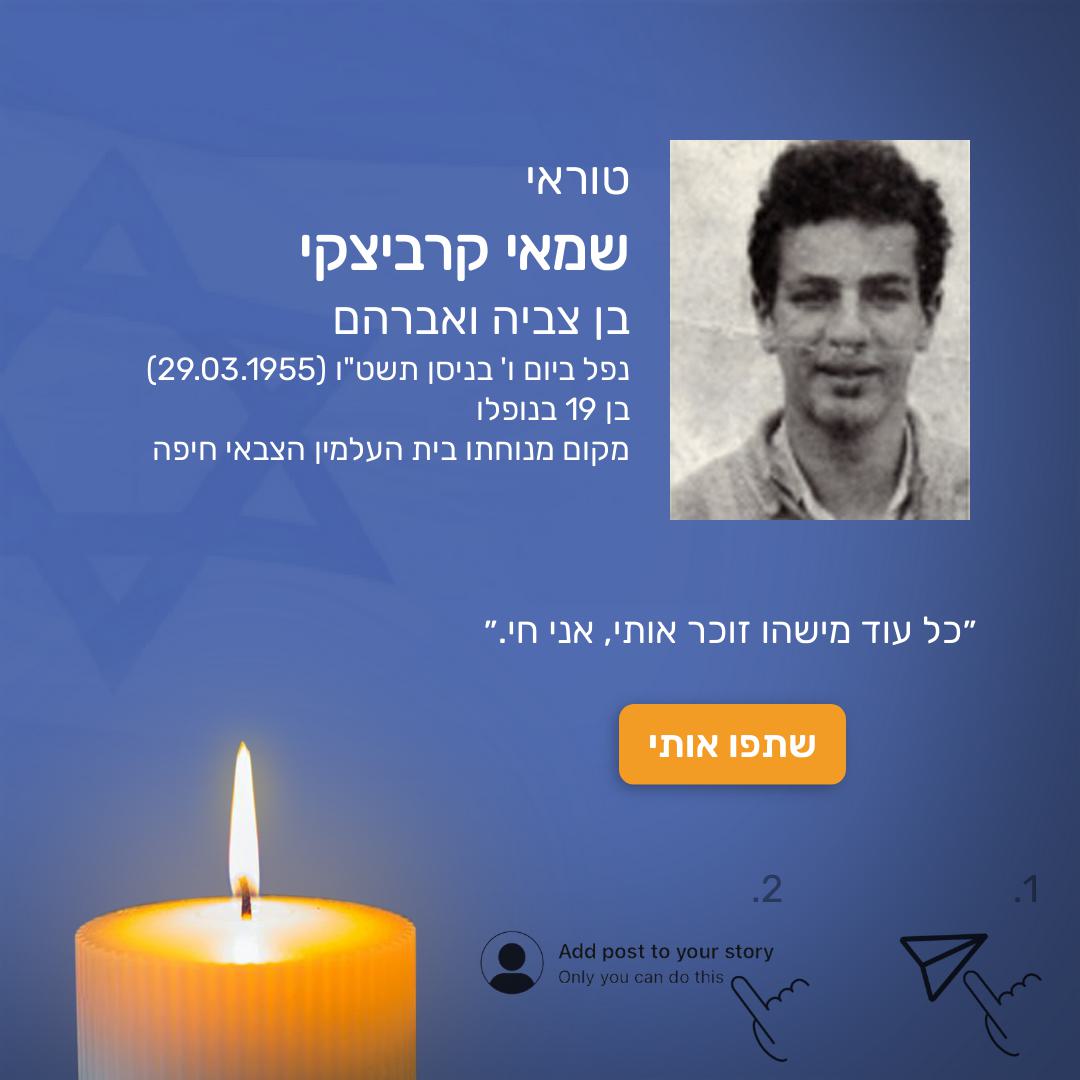 טוראי
שמאי קרביצקי
בן צביה ואברהם
נפל ביום ו' בניסן תשט"ו (29.03.1955)
בן 19 בנופלו
מקום מנוחתו בית העלמין הצבאי חיפה
״כל עוד מישהו זוכר אותי, אני חי.״
שתפו אותי
1.
2.
Add post to your story
Only you can do this